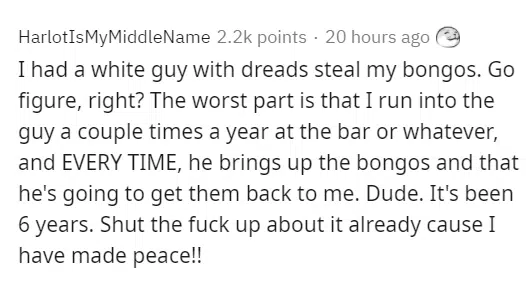 HarlotIsMyMiddleName 2.2k points · 20 hours ago
I had a white guy with dreads steal my bongos. Go
figure, right? The worst part is that I run into the
guy a couple times a year at the bar or whatever,
and EVERY TIME, he brings up the bongos and that
he's going to get them back to me. Dude. It's been
6 years. Shut the fuck up about it already cause I
have made peace!!